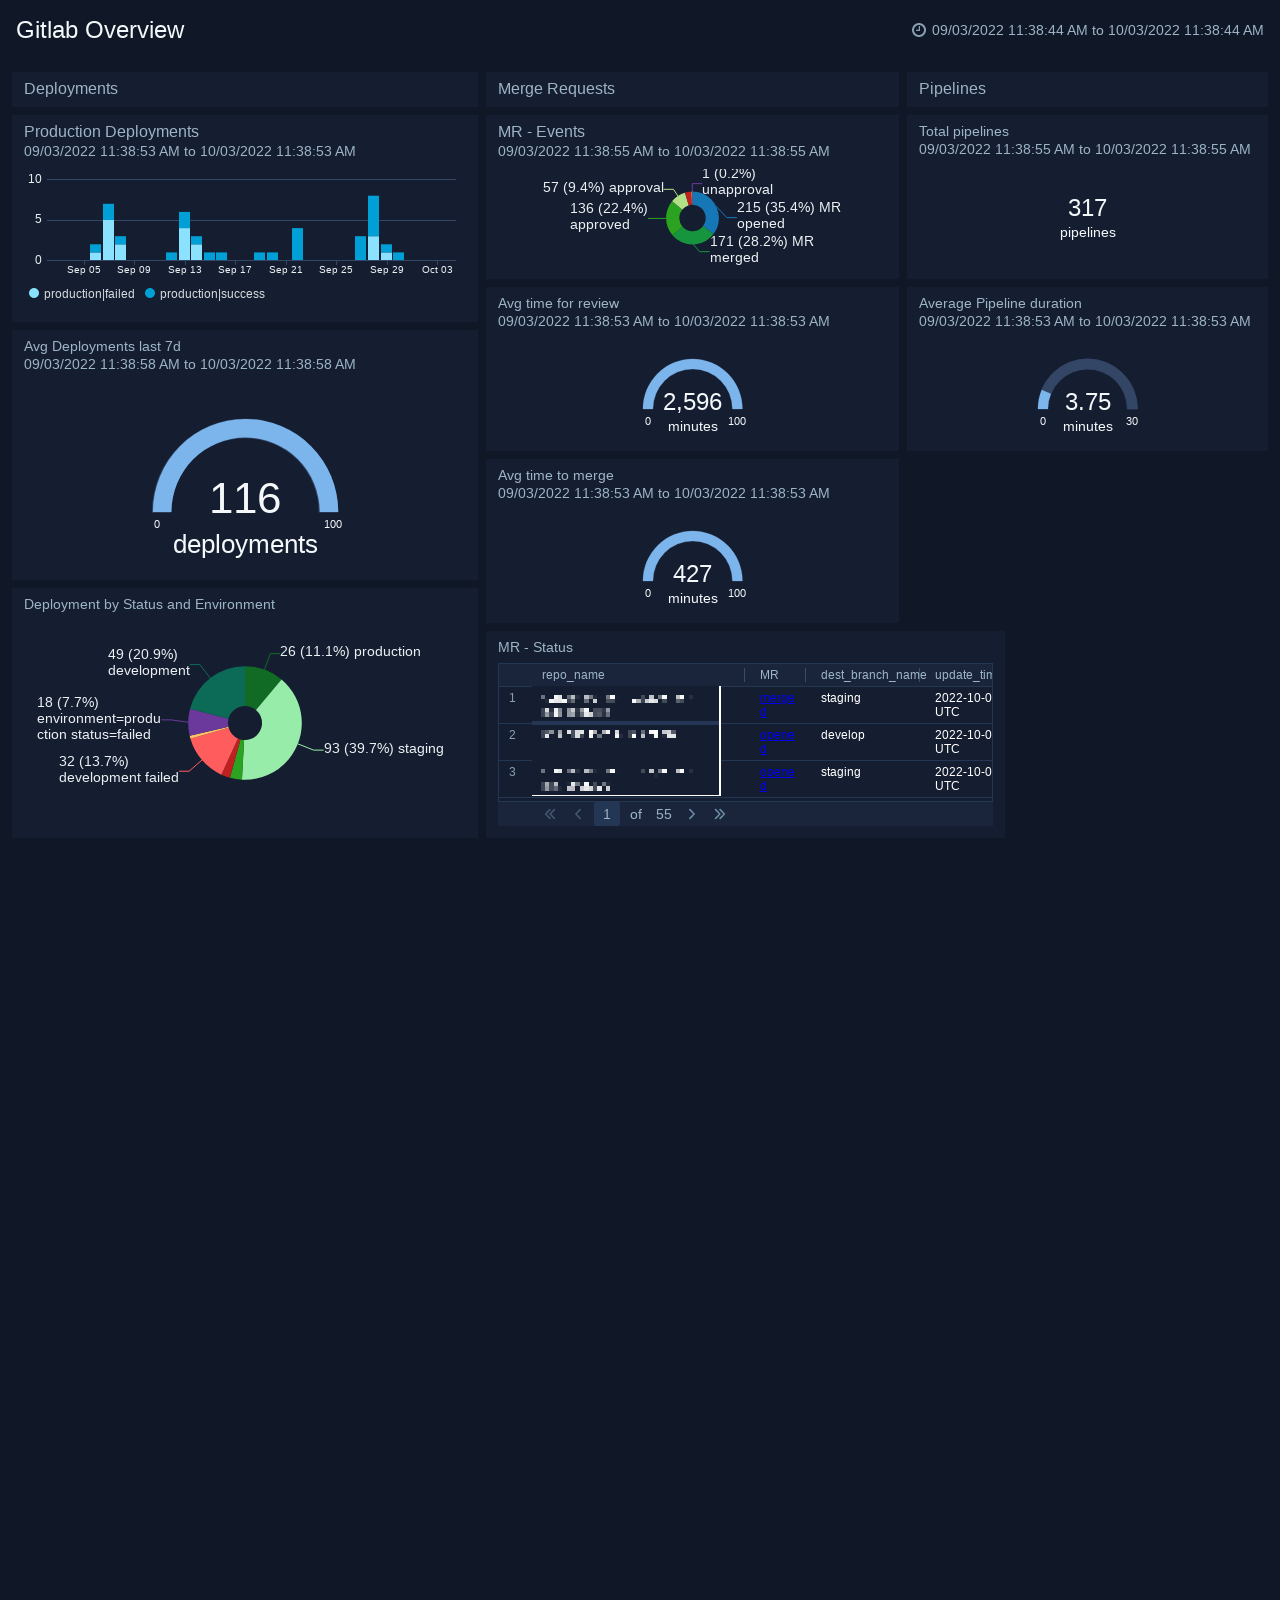 Gitlab Overview
09/03/2022 11:38:44 AM to 10/03/2022 11:38:44 AM
Deployments
Production Deployments
09/03/2022 11:38:53 AM to 10/03/2022 11:38:53 AM
10
5
0
Sep 05 Sep 09 Sep 13 Sep 17 Sep 21 Sep 25 Sep 29 Oct 03
production|failed production|success
Avg Deployments last 7d
09/03/2022 11:38:58 AM to 10/03/2022 11:38:58 AM
116
0 100
deployments
Deployment by Status and Environment
49 (20.9%)
development
26 (11.1%) production
18 (7.7%)
environment=produ
ction status=failed
93 (39.7%) staging
32 (13.7%)
development failed
Merge Requests
MR - Events
09/03/2022 11:38:55 AM to 10/03/2022 11:38:55 AM
1 (0.2%)
unapproval
57 (9.4%) approval
136 (22.4%)
approved
215 (35.4%) MR
opened
171 (28.2%) MR
merged
Avg time for review
09/03/2022 11:38:53 AM to 10/03/2022 11:38:53 AM
2,596
0 100
minutes
Avg time to merge
09/03/2022 11:38:53 AM to 10/03/2022 11:38:53 AM
427
0 100
minutes
MR - Status
repo_name MR dest_branch_name update_tim
1 staging 2022-10-0
UTC
2 develop 2022-10-0
UTC
3 staging 2022-10-0
UTC
1 of 55
Pipelines
Total pipelines
09/03/2022 11:38:55 AM to 10/03/2022 11:38:55 AM
317
pipelines
Average Pipeline duration
09/03/2022 11:38:53 AM to 10/03/2022 11:38:53 AM
3.75
0 30
minutes